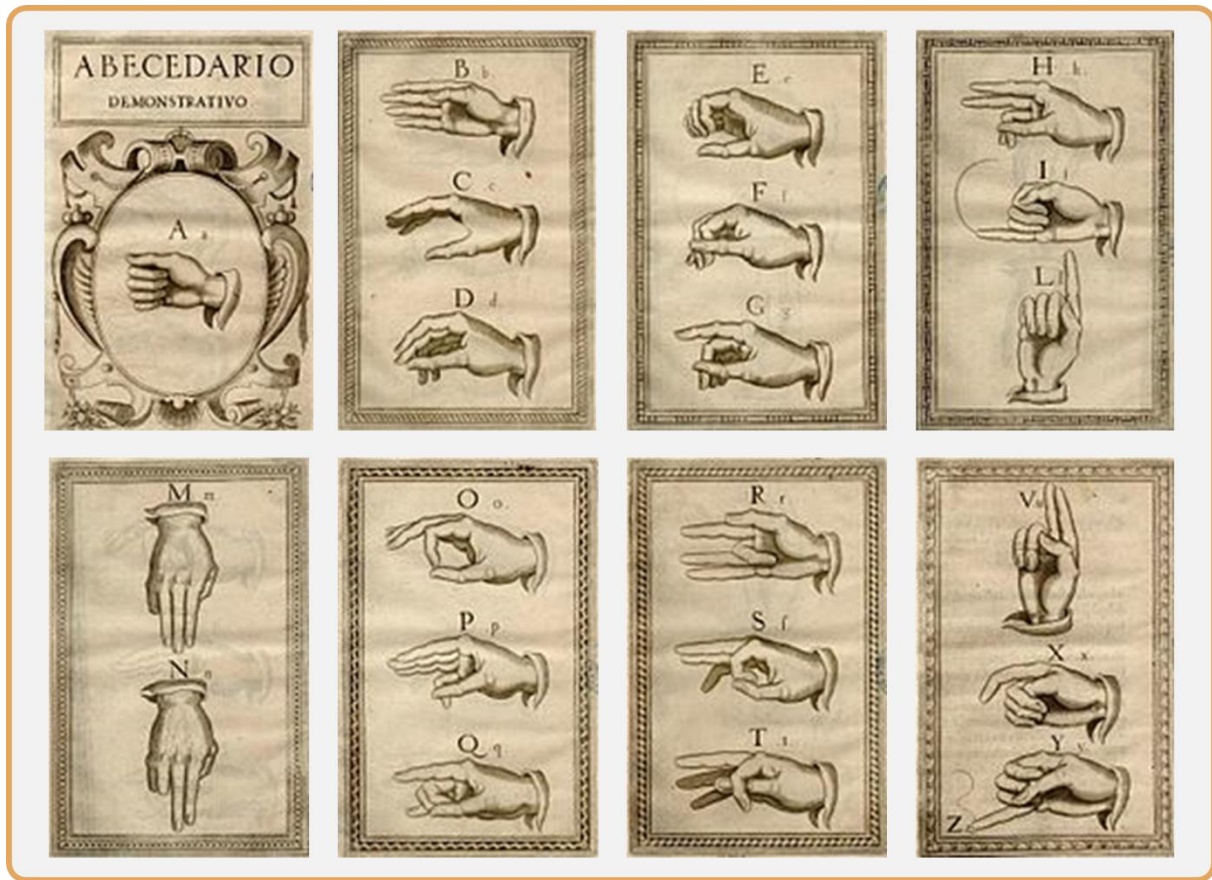 ABECEDARIO
DEMONSTRATIVO
A a
B b.
C c
D d
E e
F f
G g
H h.
I i
L l
M m
N n
O o.
P p.
Q q.
R r
S ſ
T t
V u
X x.
Y y
Z z